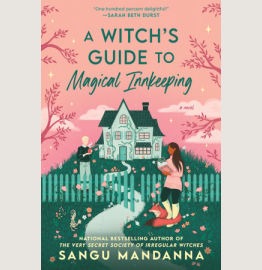 "One hundred percent delightful!"
—SARAH BETH DURST
A WITCH'S
GUIDE TO
Magical Innkeeping
a novel
NATIONAL BESTSELLING AUTHOR OF
THE VERY SECRET SOCIETY OF IRREGULAR WITCHES
SANGU MANDANNA